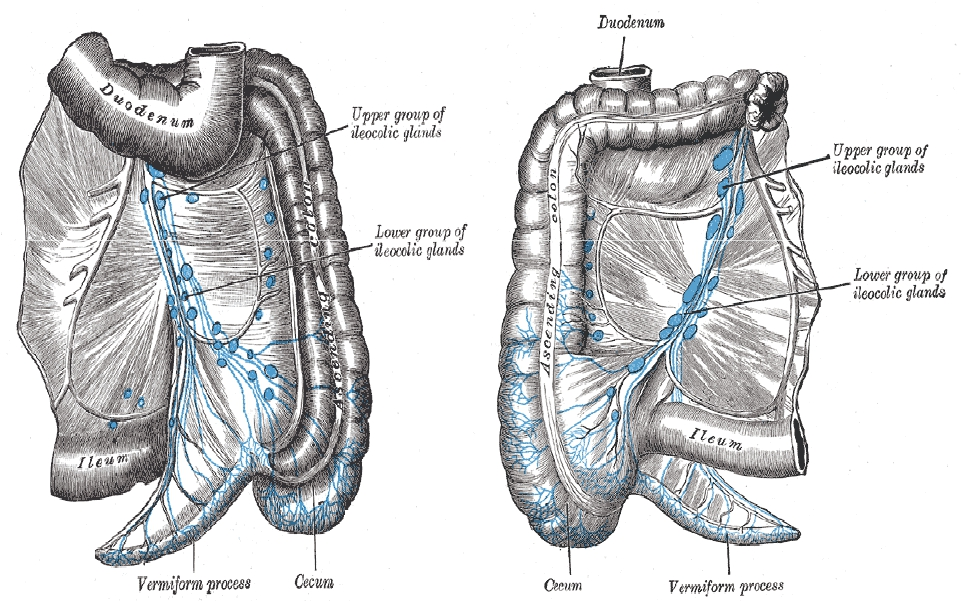 Duodenum
Upper group of
ileocolic glands
Lower group of
ileocolic glands
Ascending colon
Ileum
Vermiform process
Cecum
Duodenum
Upper group of
ileocolic glands
Ascending colon
Lower group of
ileocolic glands
Ileum
Cecum
Vermiform process